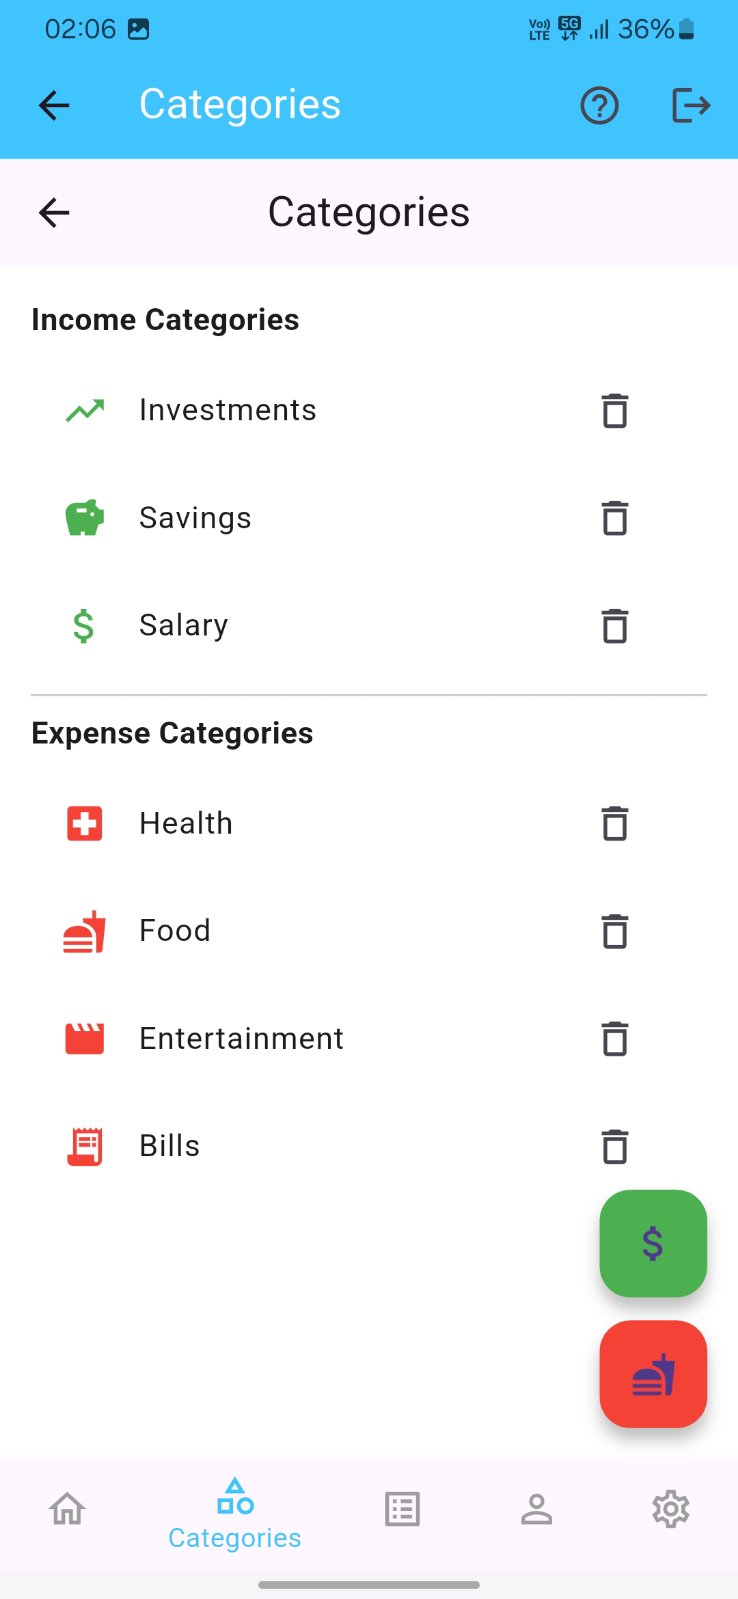 02:06 Vo)) LTE 5G 36%
Categories
Categories
Income Categories
Investments
Savings
$ Salary
Expense Categories
Health
Food
Entertainment
Bills
$
Categories